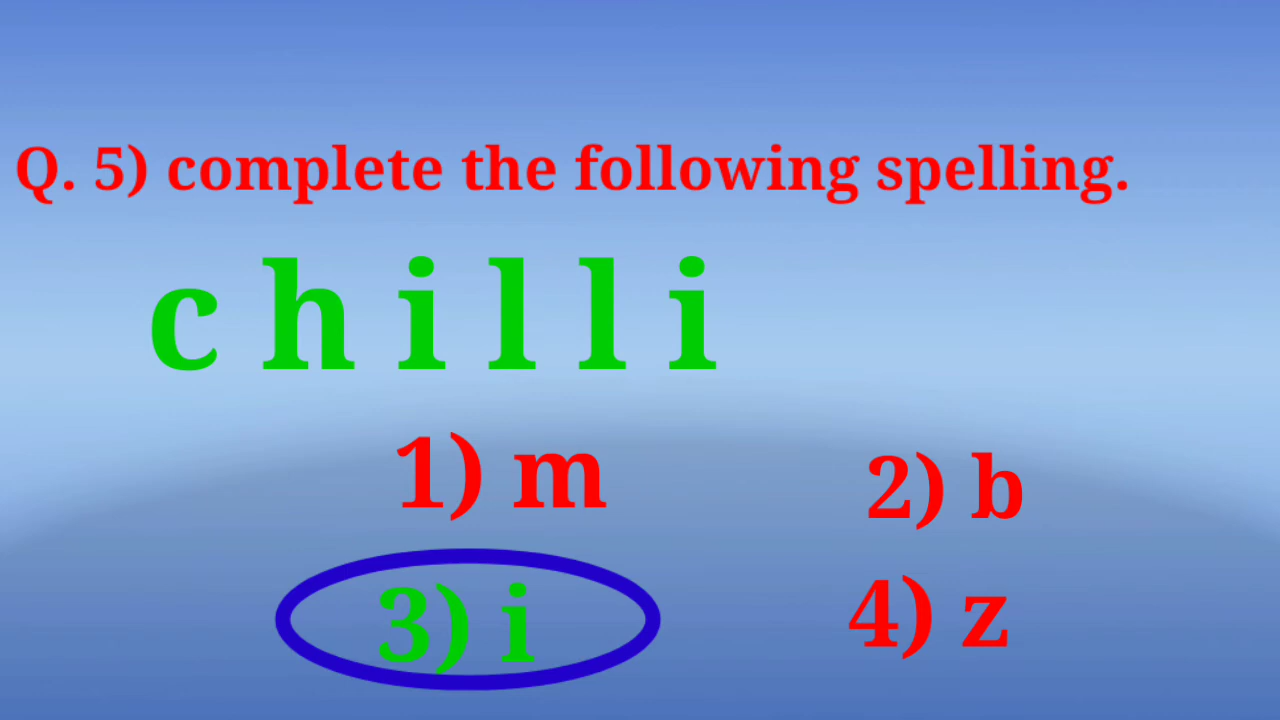 Q. 5) complete the following spelling.
c h i l l i
1) m 2) b
3) i 4) z